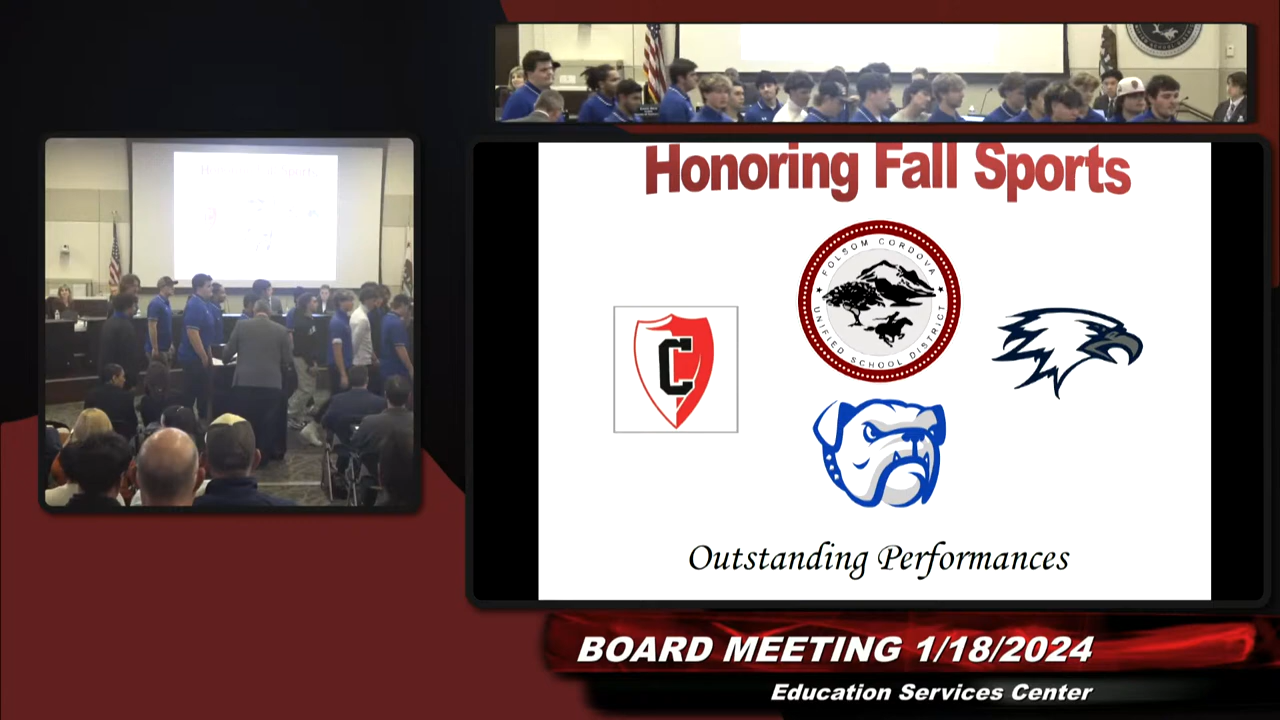 Honoring Fall Sports
FOLSOM CORDOVA
UNIFIED SCHOOL DISTRICT
C
Outstanding Performances
BOARD MEETING 1/18/2024
Education Services Center